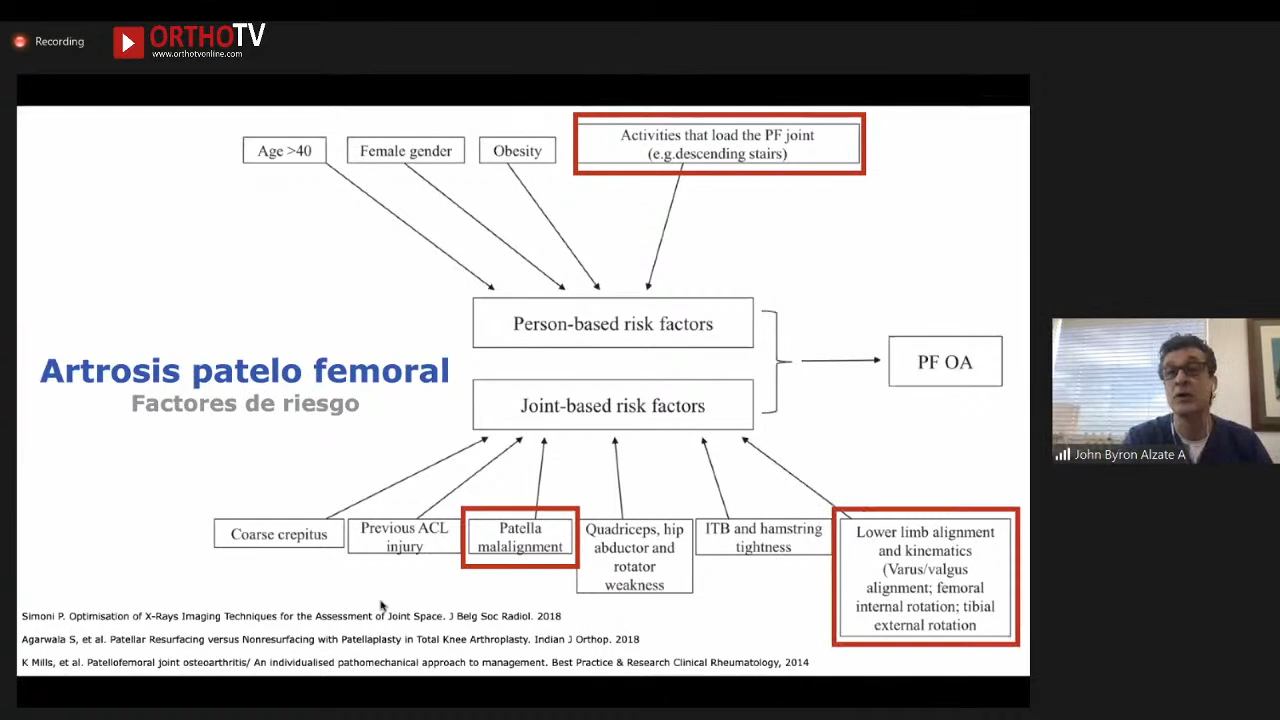 Recording
ORTHOTV
www.orthotvonline.com
Age >40
Female gender
Obesity
Activities that load the PF joint
(e.g.descending stairs)
Person-based risk factors
Artrosis patelo femoral
Factores de riesgo
PF OA
Joint-based risk factors
Coarse crepitus
Previous ACL
injury
Patella
malalignment
Quadriceps, hip
abductor and
rotator
weakness
ITB and hamstring
tightness
Lower limb alignment
and kinematics
(Varus/valgus
alignment; femoral
internal rotation; tibial
external rotation
John Byron Alzate A
Simoni P. Optimisation of X-Rays Imaging Techniques for the Assessment of Joint Space. J Belg Soc Radiol. 2018
Agarwala S, et al. Patellar Resurfacing versus Nonresurfacing with Patellaplasty in Total Knee Arthroplasty. Indian J Orthop. 2018
K Mills, et al. Patellofemoral joint osteoarthritis/ An individualised pathomechanical approach to management. Best Practice & Research Clinical Rheumatology, 2014